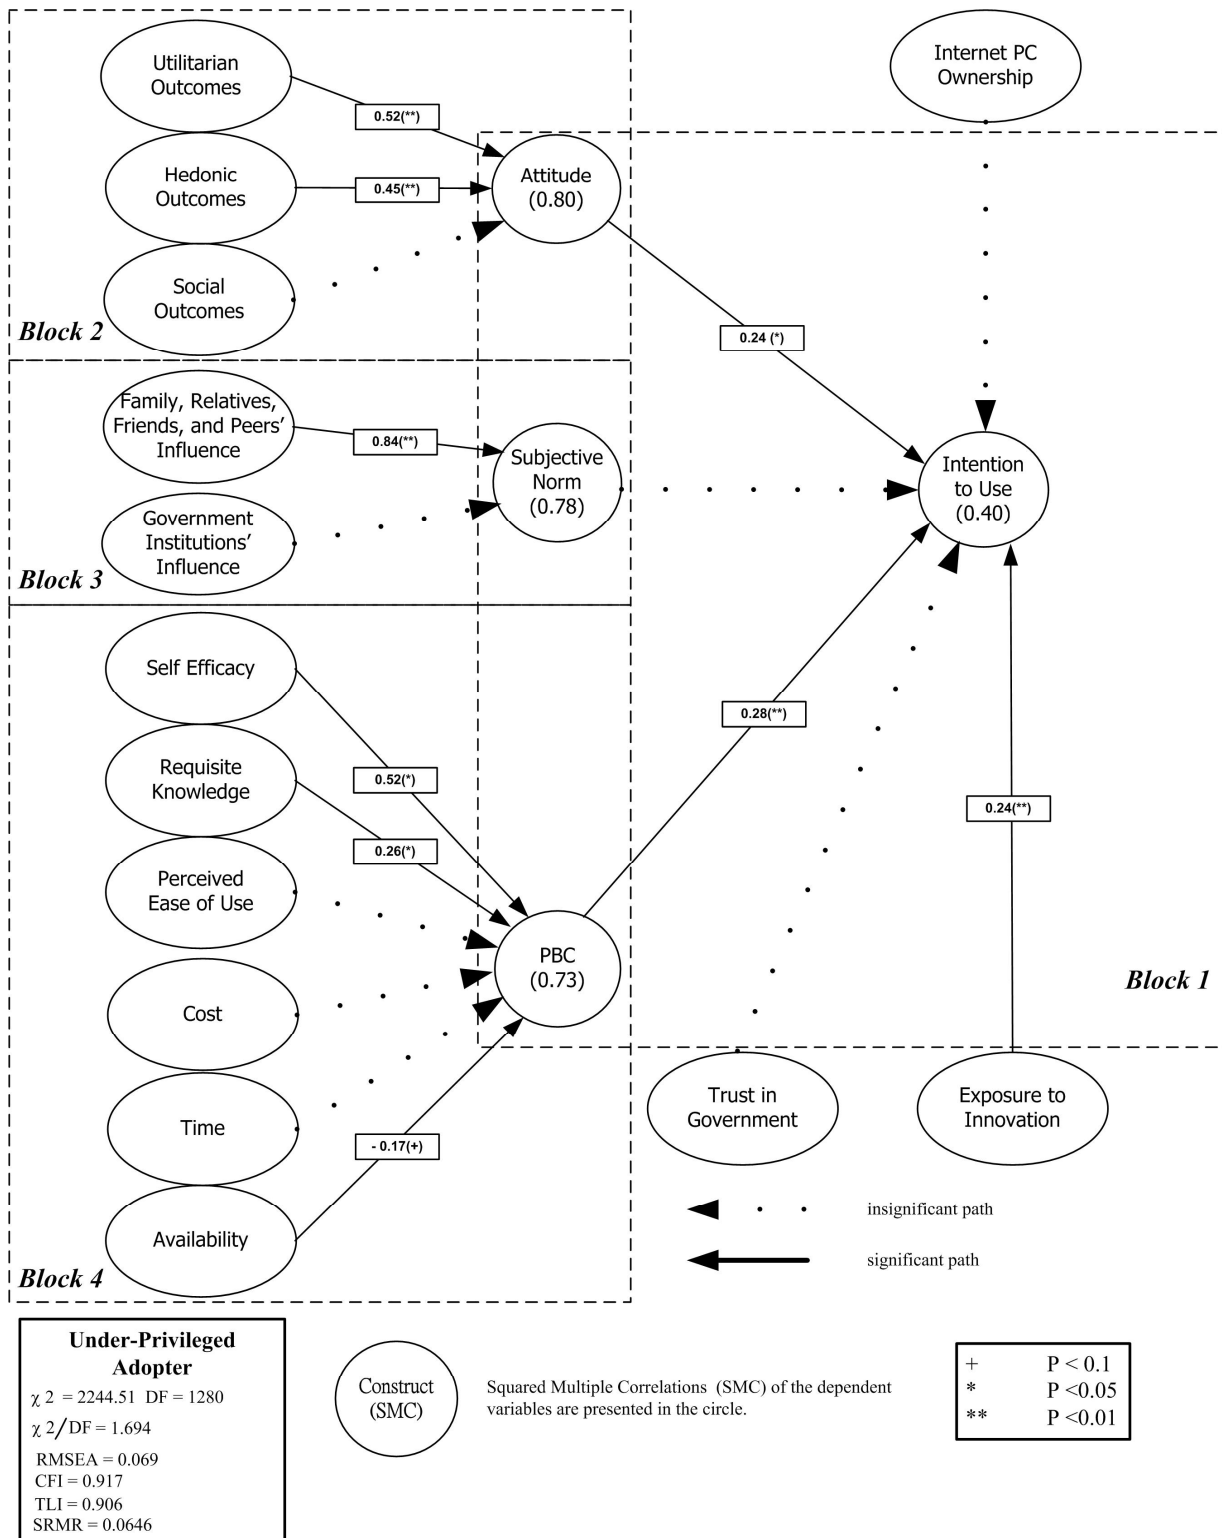 Utilitarian
Outcomes
Internet PC
Ownership
0.52(**)
Hedonic
Outcomes
0.45(**)
Attitude
(0.80)
Social
Outcomes
Block 2
0.24 (*)
Family, Relatives,
Friends, and Peers’
Influence
0.84(**)
Subjective
Norm
(0.78)
Intention
to Use
(0.40)
Government
Institutions’
Influence
Block 3
Self Efficacy
0.28(**)
Requisite
Knowledge
0.52(*)
0.24(**)
0.26(*)
Perceived
Ease of Use
PBC
(0.73)
Block 1
Cost
Time
Trust in
Government
Exposure to
Innovation
- 0.17(+)
Availability
Block 4
insignificant path
significant path
Under-Privileged
Adopter
χ 2 = 2244.51 DF = 1280
χ 2/DF = 1.694
RMSEA = 0.069
CFI = 0.917
TLI = 0.906
SRMR = 0.0646
Construct
(SMC)
Squared Multiple Correlations (SMC) of the dependent
variables are presented in the circle.
+ P < 0.1
* P <0.05
** P <0.01